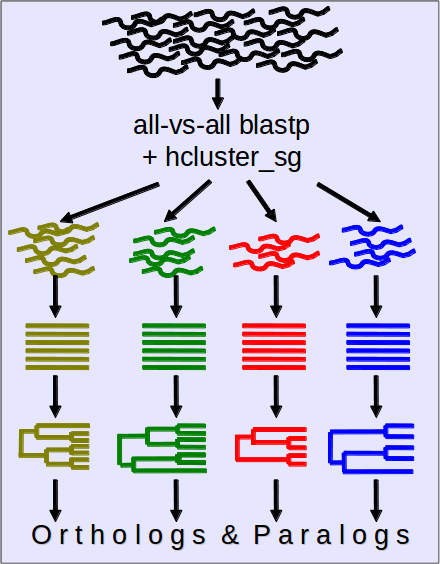 all-vs-all blastp
+ hcluster_sg
Orthologs & Paralogs